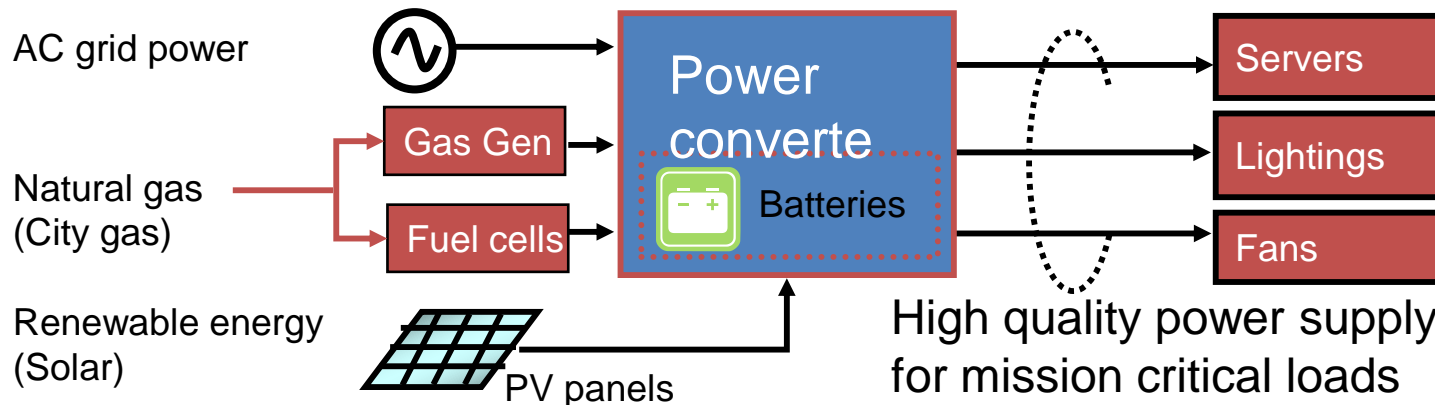 AC grid power
Natural gas
(City gas)
Renewable energy
(Solar)
Gas Gen
Fuel cells
PV panels
Power
converte
Batteries
− +
Servers
Lightings
Fans
High quality power supply
for mission critical loads